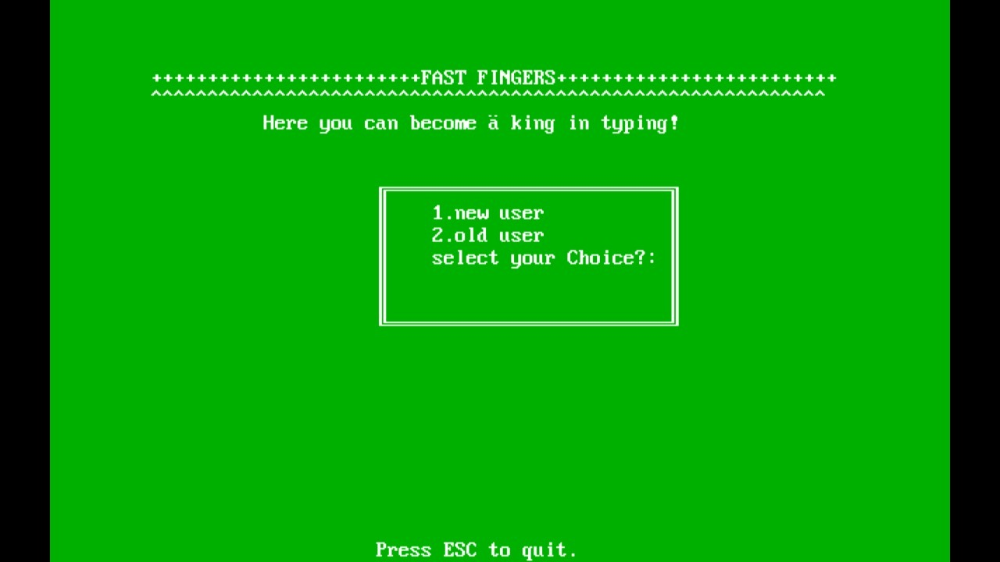 ++++++++++++++++++++++++FAST FINGERS+++++++++++++++++++++++++
^^^^^^^^^^^^^^^^^^^^^^^^^^^^^^^^^^^^^^^^^^^^^^^^^^^^^^^^^^^^
Here you can become ä king in typing!
1.new user
2.old user
select your Choice?:
Press ESC to quit.